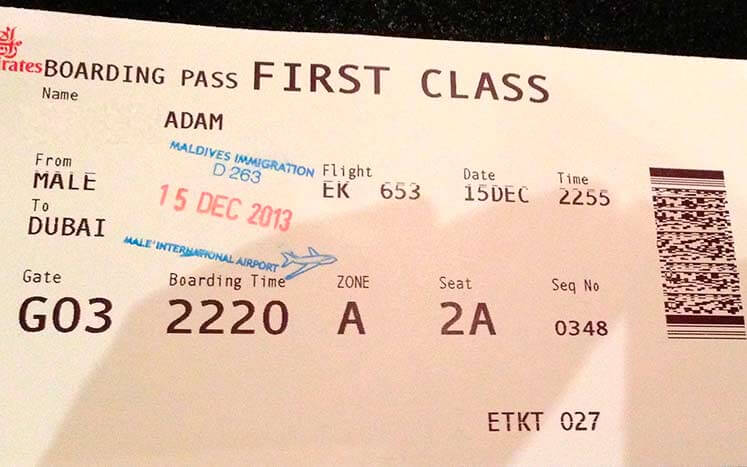 rates BOARDING PASS FIRST CLASS
Name
ADAM
MALDIVES IMMIGRATION
D 263
15 DEC 2013
MALE' INTERNATIONAL AIRPORT
From
MALE
To
DUBAI
Flight Date Time
EK 653 15DEC 2255
Gate Boarding Time ZONE Seat Seq No
G03 2220 A 2A 0348
ETKT 027